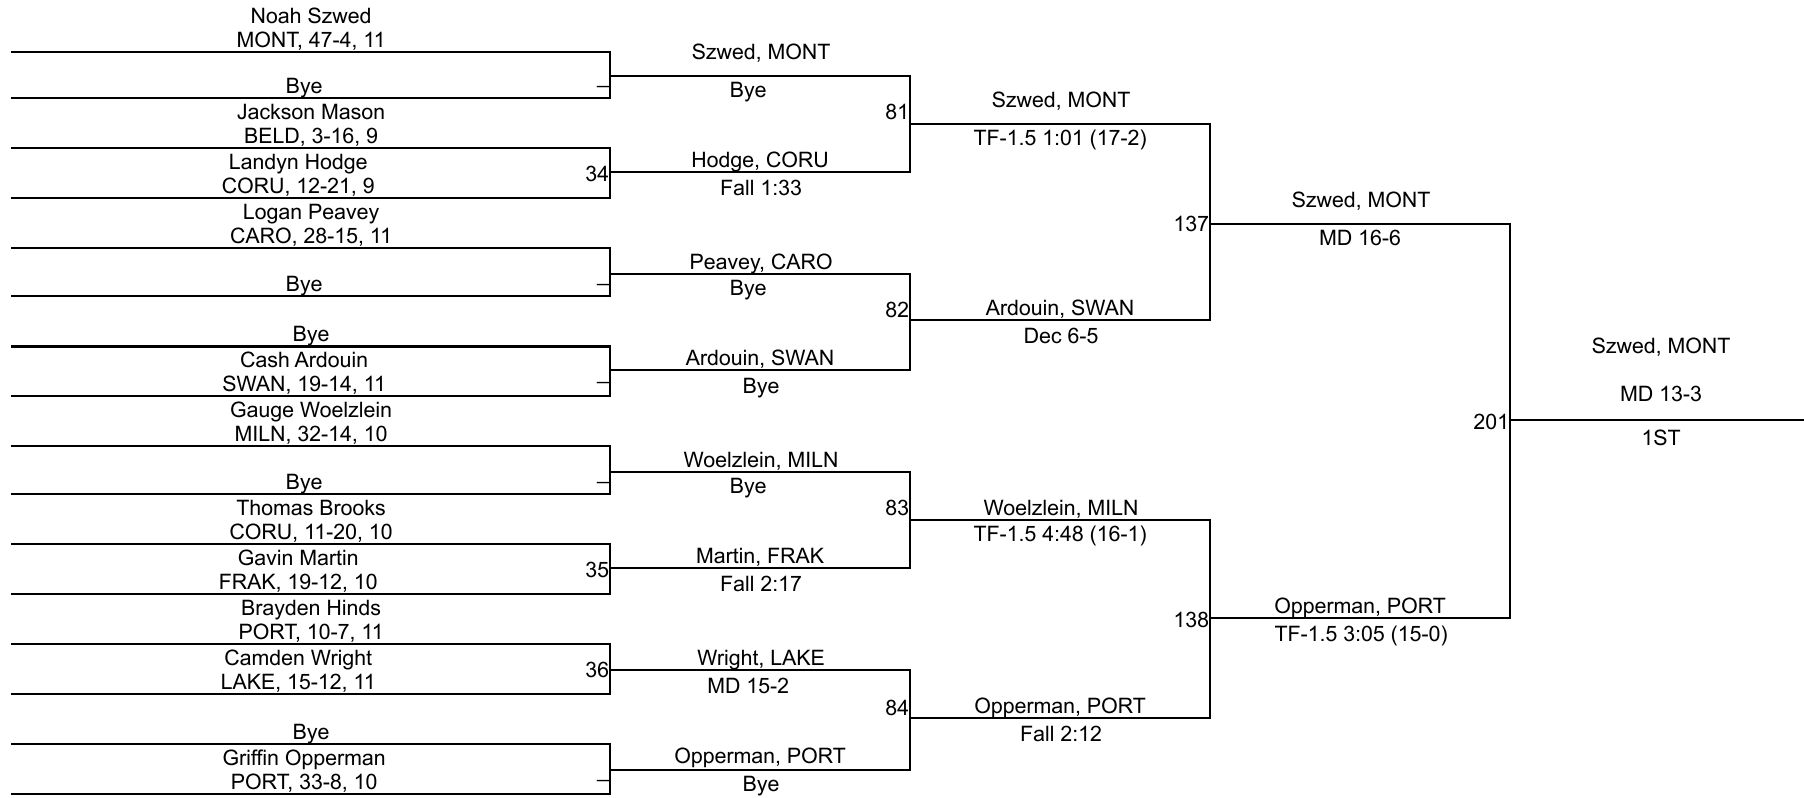 Noah Szwed
MONT, 47-4, 11
Bye
Jackson Mason
BELD, 3-16, 9
Landyn Hodge
CORU, 12-21, 9
34
Logan Peavey
CARO, 28-15, 11
Bye
Bye
Cash Ardouin
SWAN, 19-14, 11
Gauge Woelzlein
MILN, 32-14, 10
Bye
Thomas Brooks
CORU, 11-20, 10
Gavin Martin
FRAK, 19-12, 10
35
Brayden Hinds
PORT, 10-7, 11
Camden Wright
LAKE, 15-12, 11
36
Bye
Griffin Opperman
PORT, 33-8, 10
Szwed, MONT
Bye
81
Hodge, CORU
Fall 1:33
Peavey, CARO
Bye
82
Ardouin, SWAN
Bye
Woelzlein, MILN
Bye
83
Martin, FRAK
Fall 2:17
Wright, LAKE
MD 15-2
84
Opperman, PORT
Bye
Szwed, MONT
TF-1.5 1:01 (17-2)
137
Ardouin, SWAN
Dec 6-5
Woelzlein, MILN
TF-1.5 4:48 (16-1)
138
Opperman, PORT
Fall 2:12
Szwed, MONT
MD 16-6
201
Opperman, PORT
TF-1.5 3:05 (15-0)
Szwed, MONT
MD 13-3
1ST